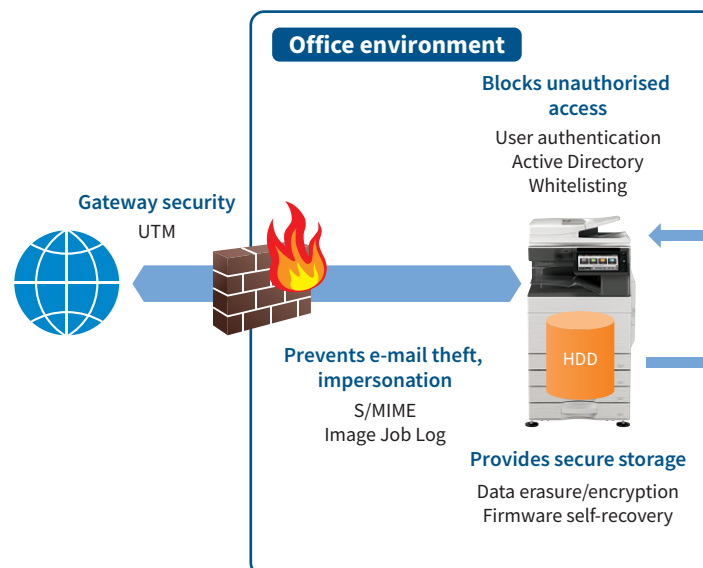 Office environment
Blocks unauthorised
access
User authentication
Active Directory
Whitelisting
Gateway security
UTM
HDD
Prevents e-mail theft,
impersonation
S/MIME
Image Job Log
Provides secure storage
Data erasure/encryption
Firmware self-recovery